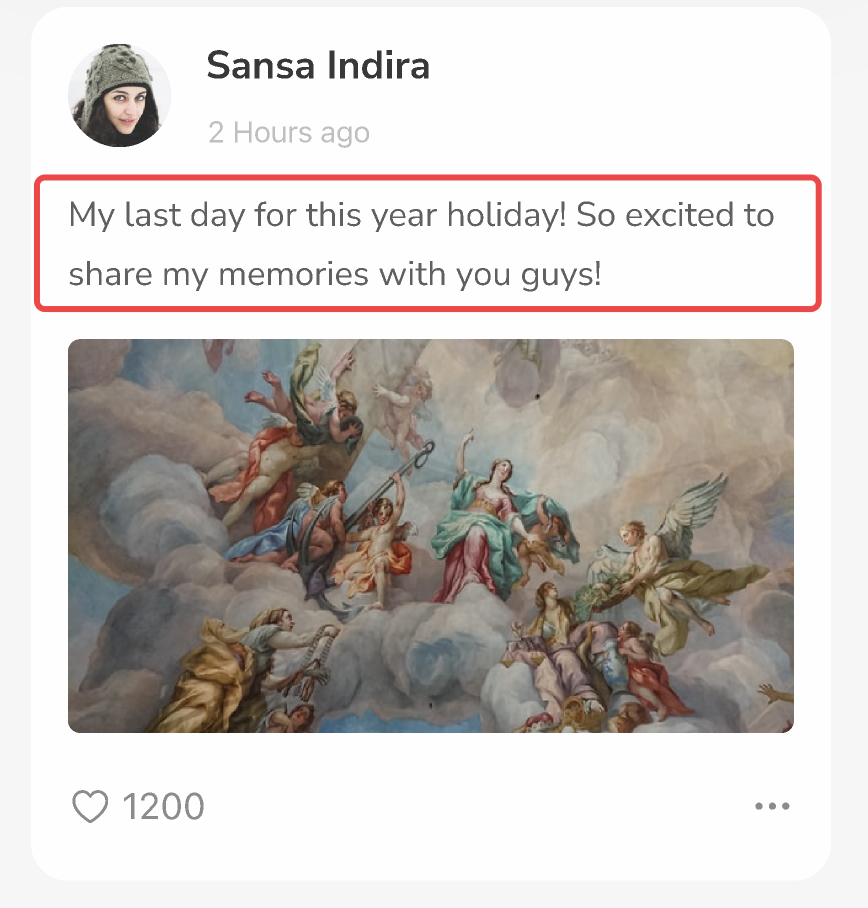 Sansa Indira
2 Hours ago
My last day for this year holiday! So excited to
share my memories with you guys!
1200